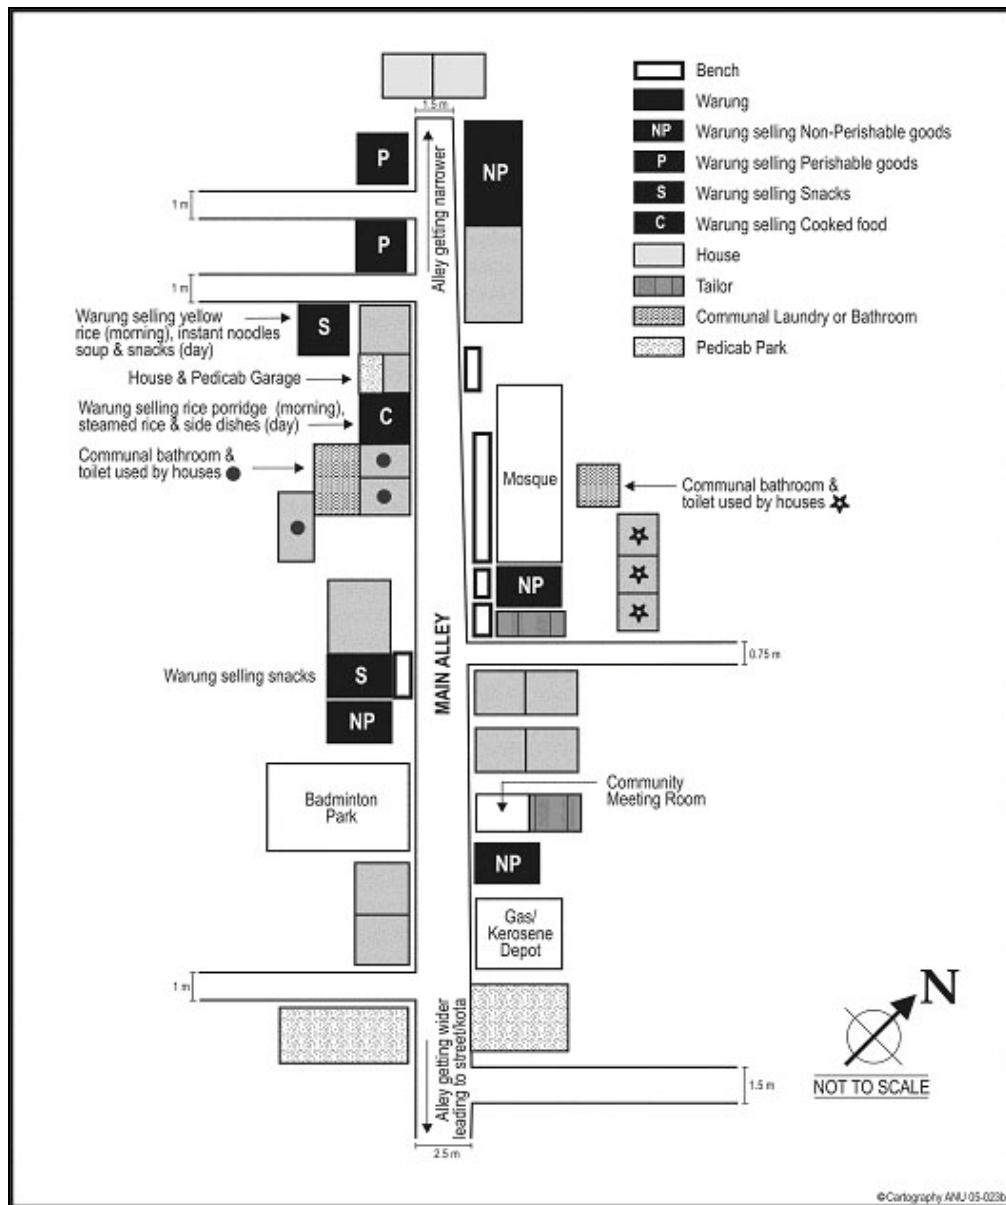 1.5 m
Bench
Warung
NP Warung selling Non-Perishable goods
P Warung selling Perishable goods
S Warung selling Snacks
C Warung selling Cooked food
House
Tailor
Communal Laundry or Bathroom
Pedicab Park
P
NP
Alley getting narrower
1 m
P
1 m
Warung selling yellow
rice (morning), instant noodles
soup & snacks (day)
S
House & Pedicab Garage
Warung selling rice porridge (morning),
steamed rice & side dishes (day)
C
Communal bathroom &
toilet used by houses
Mosque
Communal bathroom &
toilet used by houses
NP
MAIN ALLEY
0.75 m
Warung selling snacks
S
NP
Badminton
Park
Community
Meeting Room
NP
Gas/
Kerosene
Depot
1 m
Alley getting wider
leading to street/kota
1.5 m
2.5 m
N
NOT TO SCALE
©Cartography ANU 05-023b